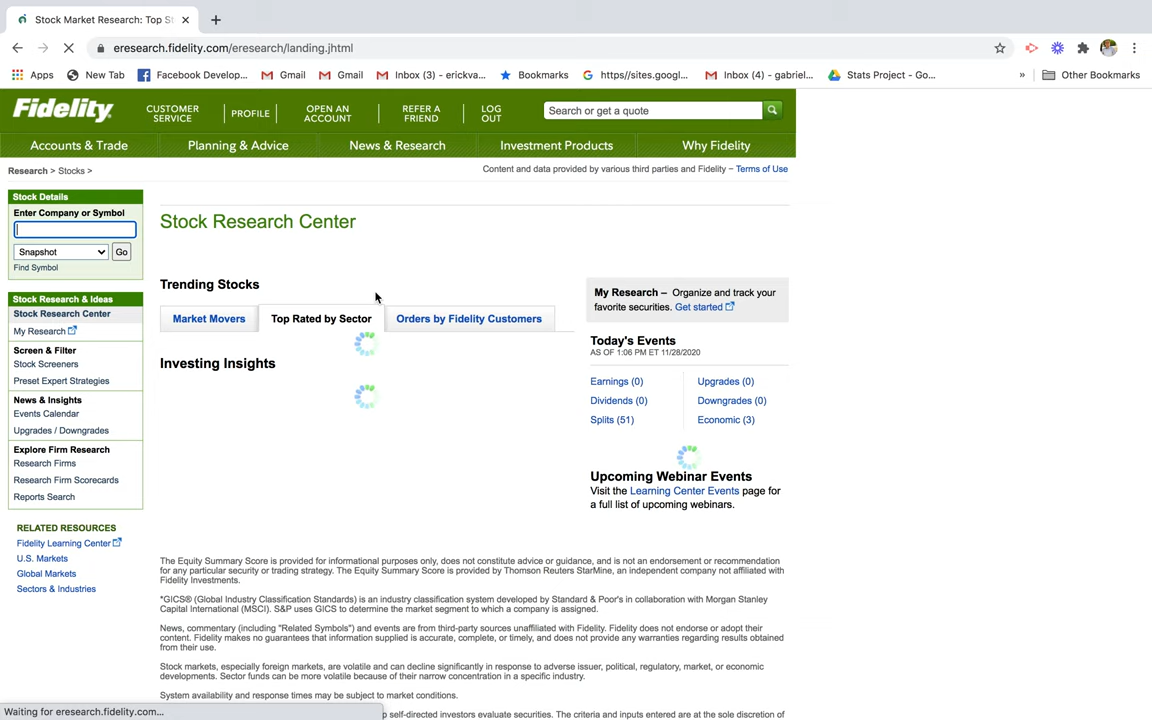 Stock Market Research: Top St
eresearch.fidelity.com/eresearch/landing.jhtml
Apps
New Tab
Facebook Develop...
Gmail
Gmail
Inbox (3) - erickva...
Bookmarks
https//sites.googl...
Inbox (4) - gabriel...
Stats Project - Go...
»
Other Bookmarks
Fidelity
CUSTOMER SERVICE
PROFILE
OPEN AN ACCOUNT
REFER A FRIEND
LOG OUT
Search or get a quote
Accounts & Trade
Planning & Advice
News & Research
Investment Products
Why Fidelity
Research > Stocks >
Content and data provided by various third parties and Fidelity – Terms of Use
Stock Details
Enter Company or Symbol
Snapshot
Go
Find Symbol
Stock Research & Ideas
Stock Research Center
My Research
Screen & Filter
Stock Screeners
Preset Expert Strategies
News & Insights
Events Calendar
Upgrades / Downgrades
Explore Firm Research
Research Firms
Research Firm Scorecards
Reports Search
RELATED RESOURCES
Fidelity Learning Center
U.S. Markets
Global Markets
Sectors & Industries
Stock Research Center
Trending Stocks
Market Movers
Top Rated by Sector
Orders by Fidelity Customers
Investing Insights
My Research – Organize and track your
favorite securities. Get started
Today's Events
AS OF 1:06 PM ET 11/28/2020
Earnings (0)
Upgrades (0)
Dividends (0)
Downgrades (0)
Splits (51)
Economic (3)
Upcoming Webinar Events
Visit the Learning Center Events page for
a full list of upcoming webinars.
The Equity Summary Score is provided for informational purposes only, does not constitute advice or guidance, and is not an endorsement or recommendation
for any particular security or trading strategy. The Equity Summary Score is provided by Thomson Reuters StarMine, an independent company not affiliated with
Fidelity Investments.
*GICS® (Global Industry Classification Standards) is an industry classification system developed by Standard & Poor's in collaboration with Morgan Stanley
Capital International (MSCI). S&P uses GICS to determine the market segment to which a company is assigned.
News, commentary (including "Related Symbols") and events are from third-party sources unaffiliated with Fidelity. Fidelity does not endorse or adopt their
content. Fidelity makes no guarantees that information supplied is accurate, complete, or timely, and does not provide any warranties regarding results obtained
from their use.
Stock markets, especially foreign markets, are volatile and can decline significantly in response to adverse issuer, political, regulatory, market, or economic
developments. Sector funds can be more volatile because of their narrow concentration in a specific industry.
System availability and response times may be subject to market conditions.
p self-directed investors evaluate securities. The criteria and inputs entered are at the sole discretion of
Waiting for eresearch.fidelity.com...